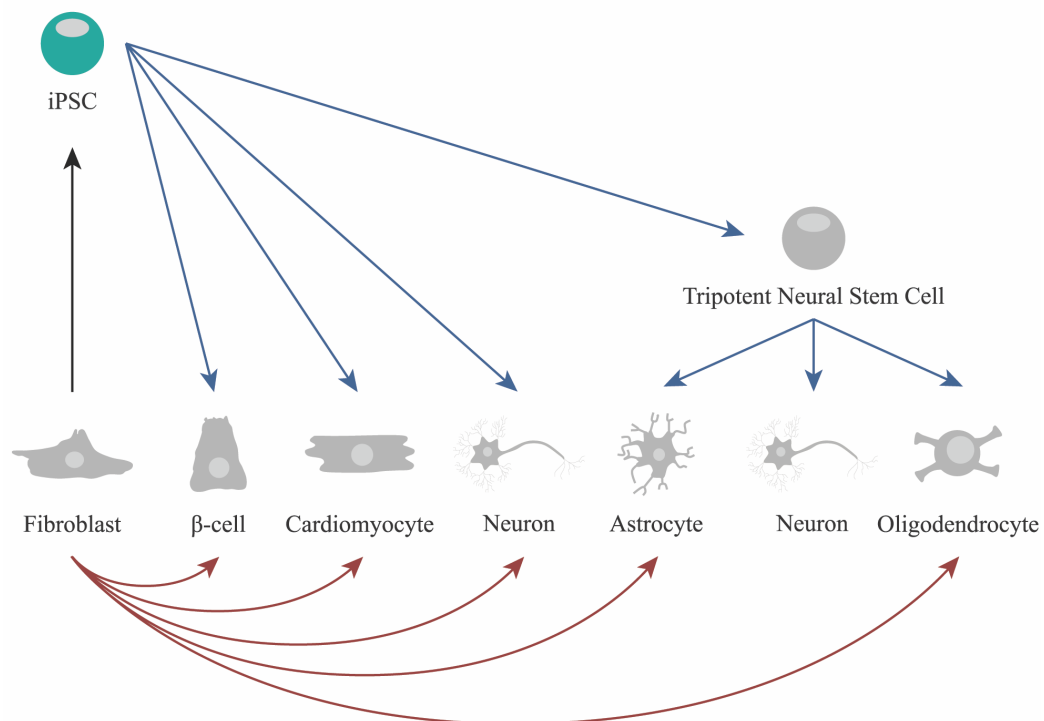 iPSC
Tripotent Neural Stem Cell
Fibroblast
β-cell
Cardiomyocyte
Neuron
Astrocyte
Neuron
Oligodendrocyte